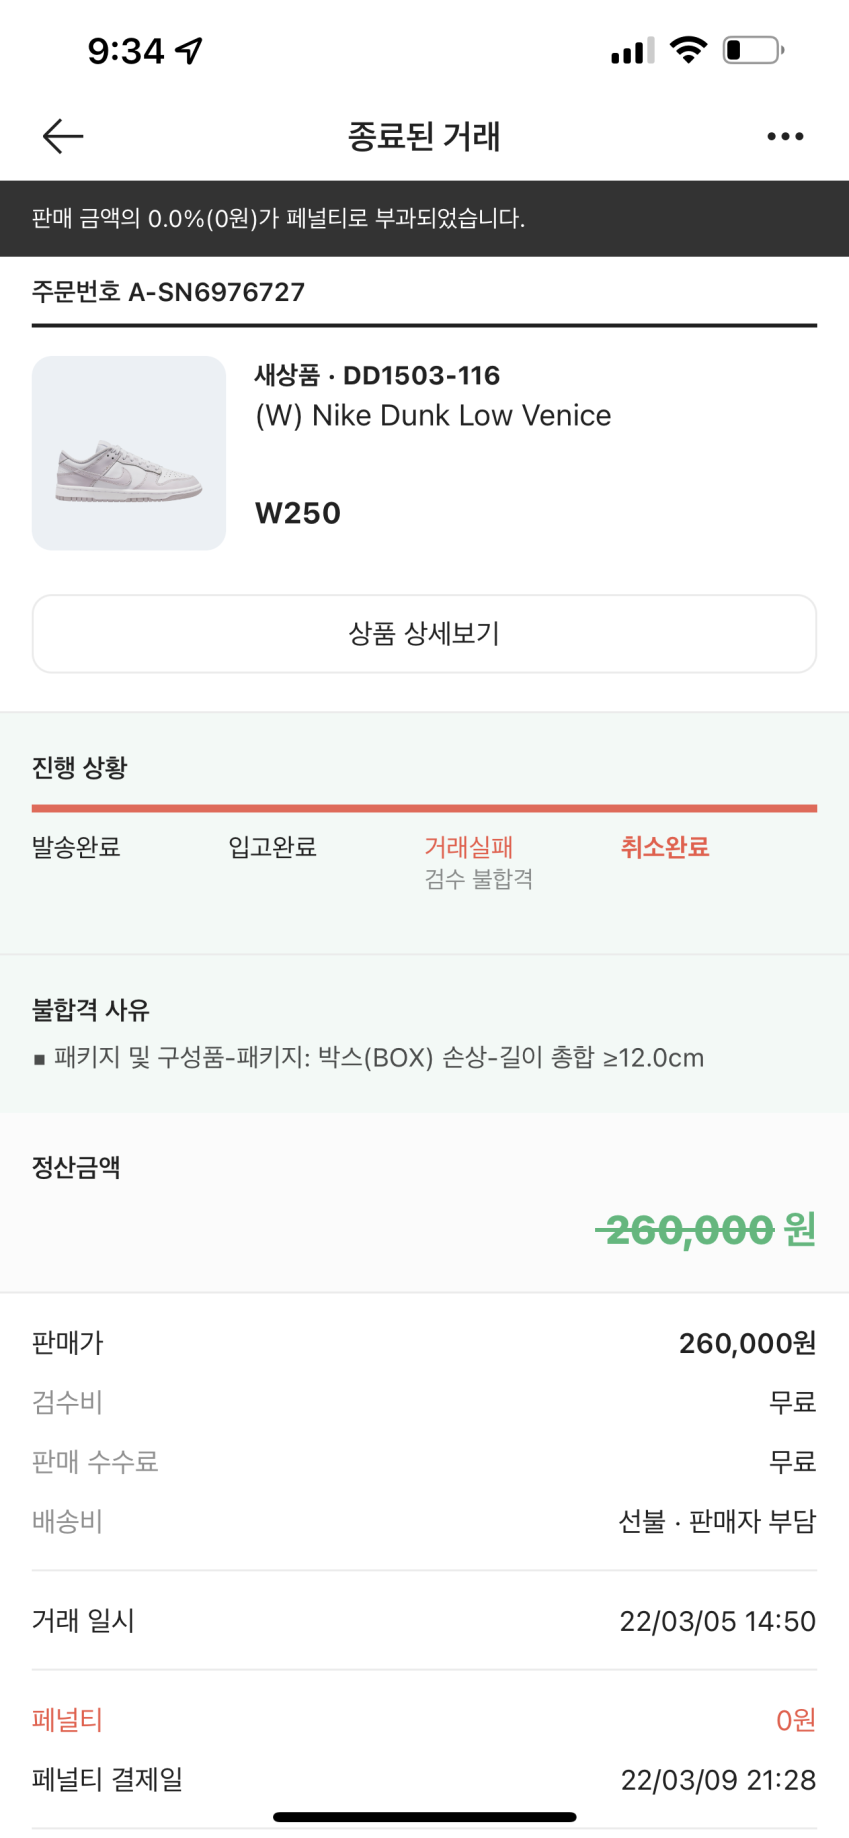 9:34
종료된 거래
판매 금액의 0.0%(0원)가 페널티로 부과되었습니다.
주문번호 A-SN6976727
새상품 · DD1503-116
(W) Nike Dunk Low Venice
W250
상품 상세보기
진행 상황
발송완료 입고완료 거래실패 취소완료
검수 불합격
불합격 사유
▪ 패키지 및 구성품-패키지: 박스(BOX) 손상-길이 총합 ≥12.0cm
정산금액
260,000 원
판매가 260,000원
검수비 무료
판매 수수료 무료
배송비 선불 · 판매자 부담
거래 일시 22/03/05 14:50
페널티 0원
페널티 결제일 22/03/09 21:28